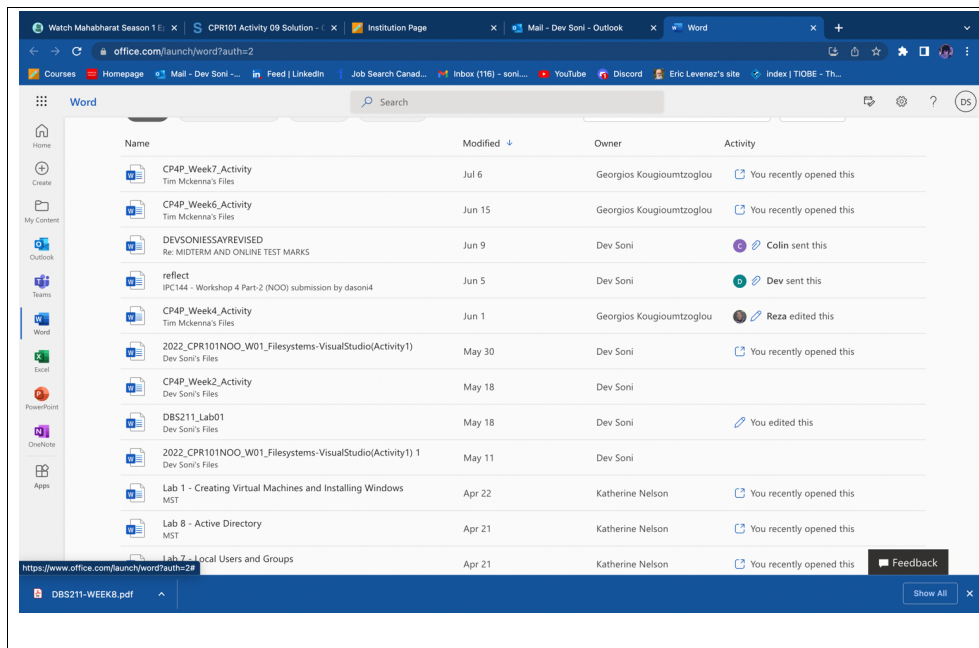 Watch Mahabharat Season 1 E
CPR101 Activity 09 Solution -
Institution Page
Mail - Dev Soni - Outlook
Word
office.com/launch/word?auth=2
Courses
Homepage
Mail - Dev Soni -...
Feed | LinkedIn
Job Search Canad...
Inbox (116) - soni....
YouTube
Discord
Eric Levenez's site
index | TIOBE - Th...
Word
Search
DS
Home
Create
My Content
Outlook
Teams
Word
Excel
PowerPoint
OneNote
Apps
Name Modified Owner Activity
CP4P_Week7_Activity
Tim Mckenna's Files
Jul 6 Georgios Kougioumtzoglou You recently opened this
CP4P_Week6_Activity
Tim Mckenna's Files
Jun 15 Georgios Kougioumtzoglou You recently opened this
DEVSONIESSAYREVISED
Re: MIDTERM AND ONLINE TEST MARKS
Jun 9 Dev Soni C Colin sent this
reflect
IPC144 - Workshop 4 Part-2 (NOO) submission by dasoni4
Jun 5 Dev Soni D Dev sent this
CP4P_Week4_Activity
Tim Mckenna's Files
Jun 1 Georgios Kougioumtzoglou Reza edited this
2022_CPR101NOO_W01_Filesystems-VisualStudio(Activity1)
Dev Soni's Files
May 30 Dev Soni You recently opened this
CP4P_Week2_Activity
Dev Soni's Files
May 18 Dev Soni
DBS211_Lab01
Dev Soni's Files
May 18 Dev Soni You edited this
2022_CPR101NOO_W01_Filesystems-VisualStudio(Activity1) 1
Dev Soni's Files
May 11 Dev Soni
Lab 1 - Creating Virtual Machines and Installing Windows
MST
Apr 22 Katherine Nelson You recently opened this
Lab 8 - Active Directory
MST
Apr 21 Katherine Nelson You recently opened this
Lab 7 - Local Users and Groups
Apr 21 Katherine Nelson You recently opened this
Feedback
https://www.office.com/launch/word?auth=2#
DBS211-WEEK8.pdf
Show All